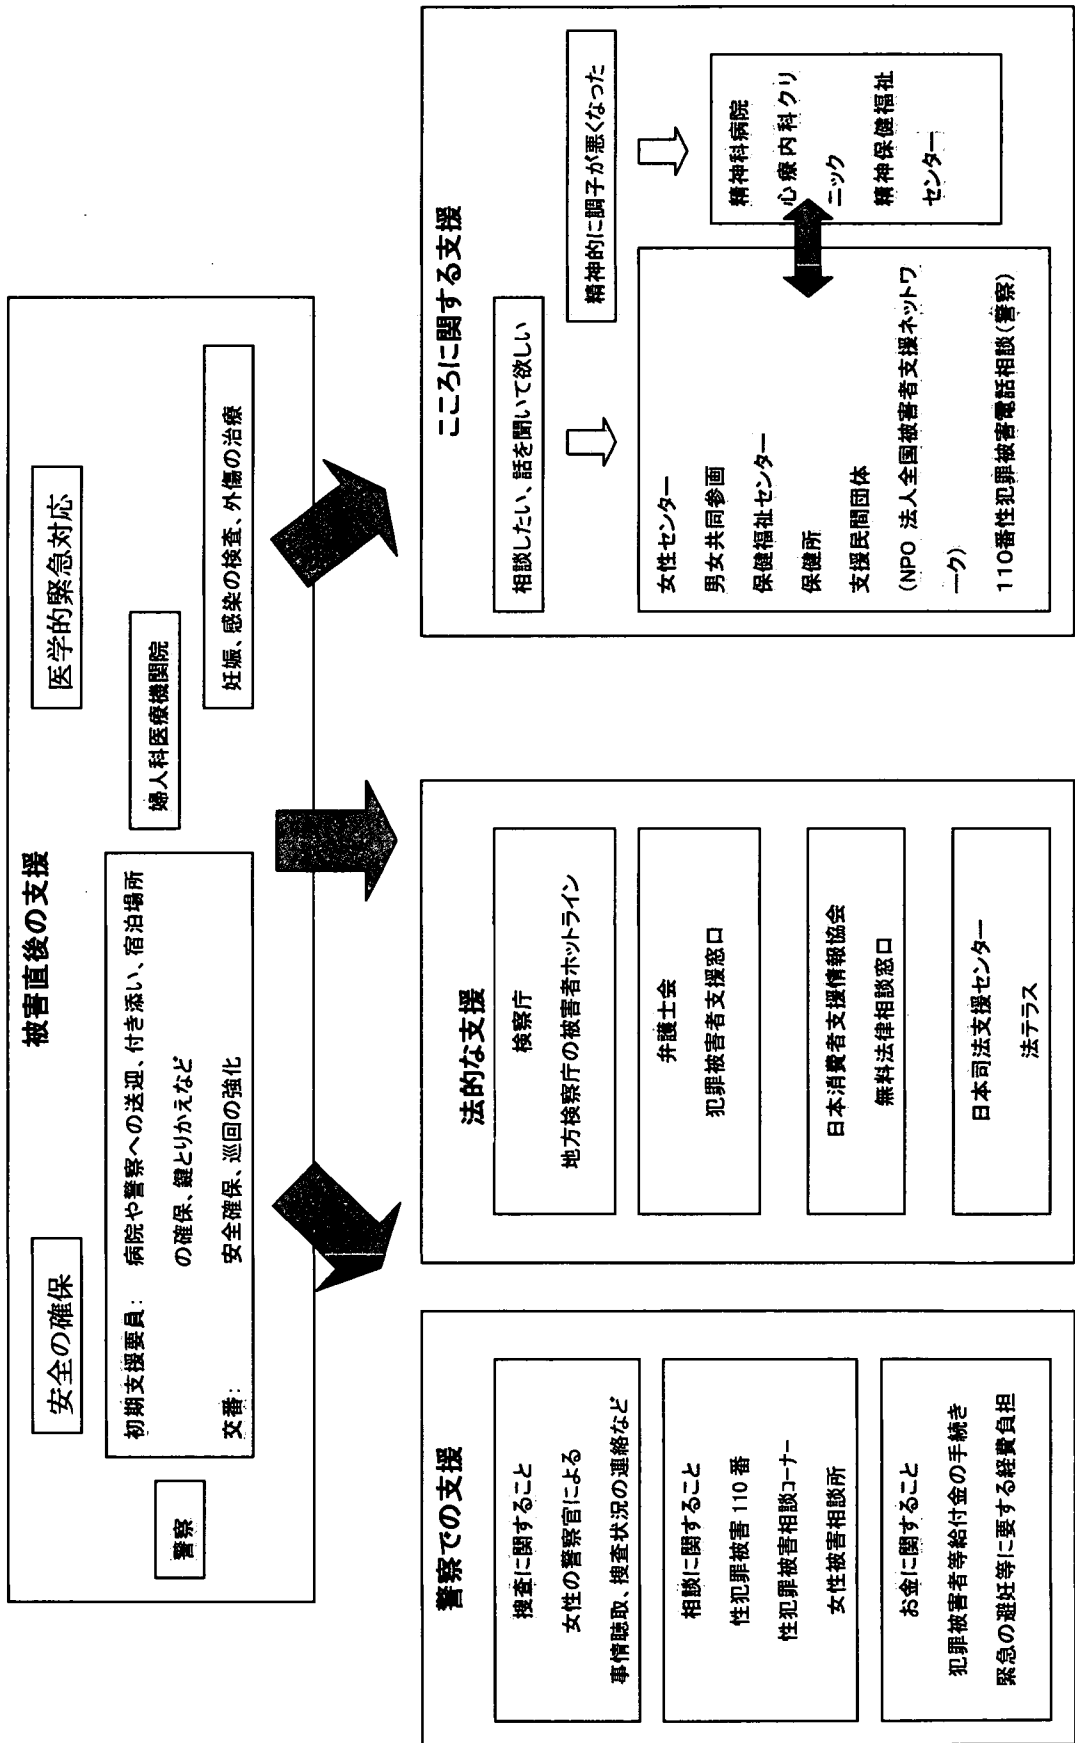 被害直後の支援
安全の確保
医学的緊急対応
警察
初期支援要員： 病院や警察への送迎、付き添い、宿泊場所
の確保、鍵とりかえなど
交番： 安全確保、巡回の強化
婦人科医療機関院
妊娠、感染の検査、外傷の治療
警察での支援
捜査に関すること
女性の警察官による
事情聴取、捜査状況の連絡など
相談に関すること
性犯罪被害110番
性犯罪被害相談コーナー
女性被害相談所
お金に関すること
犯罪被害者等給付金の手続き
緊急の避妊等に要する経費負担
法的な支援
検察庁
地方検察庁の被害者ホットライン
弁護士会
犯罪被害者支援窓口
日本消費者支援情報協会
無料法律相談窓口
日本司法支援センター
法テラス
こころに関する支援
相談したい、話を聞いて欲しい
精神的に調子が悪くなった
女性センター
男女共同参画
保健福祉センター
保健所
支援民間団体
(NPO 法人全国被害者支援ネットワ
ーク)
110番性犯罪被害電話相談(警察)
精神科病院
心療内科クリ
ニック
精神保健福祉
センター